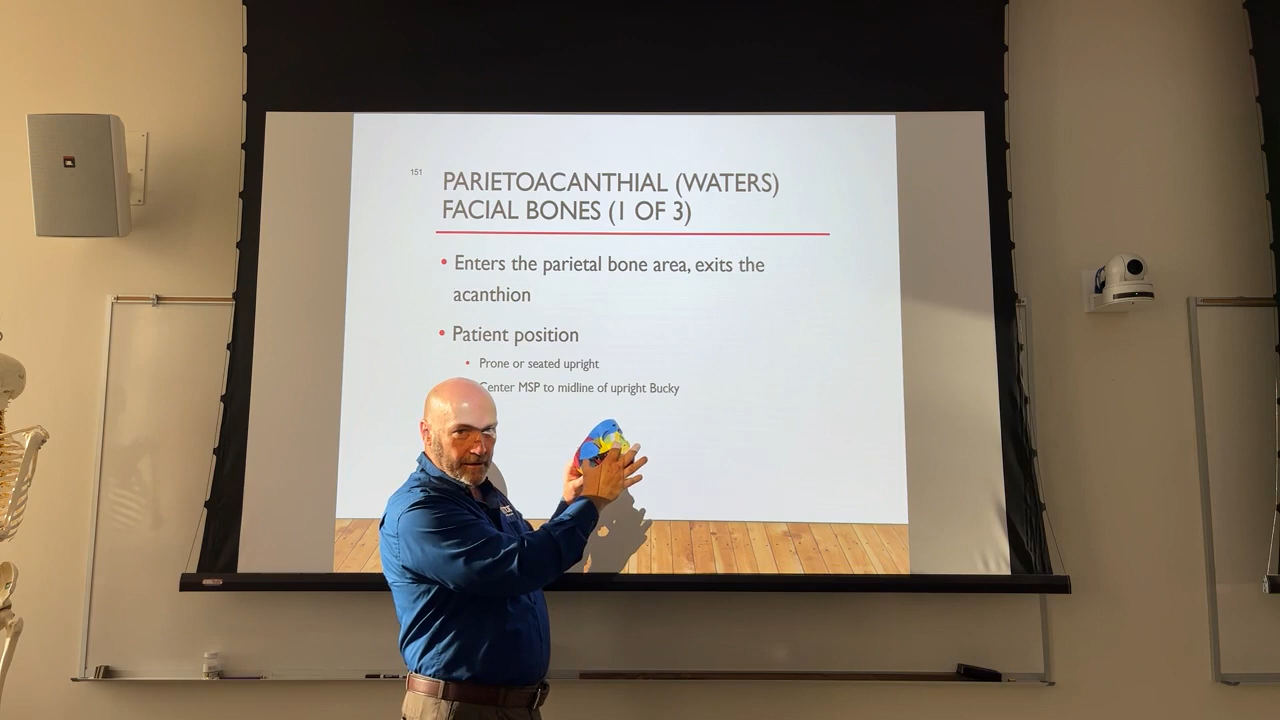 151
PARIETOACANTHIAL (WATERS)
FACIAL BONES (1 OF 3)
• Enters the parietal bone area, exits the
acanthion
• Patient position
• Prone or seated upright
Center MSP to midline of upright Bucky
JBL